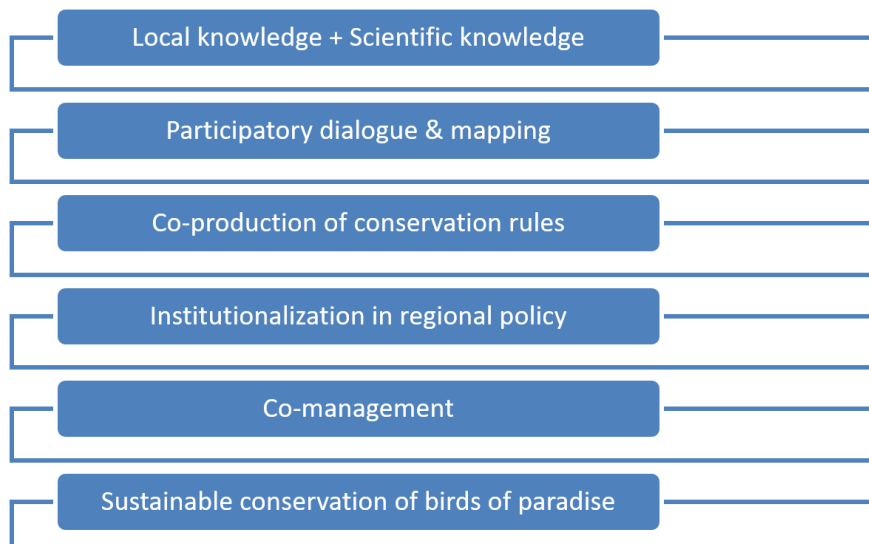 Local knowledge + Scientific knowledge
Participatory dialogue & mapping
Co-production of conservation rules
Institutionalization in regional policy
Co-management
Sustainable conservation of birds of paradise